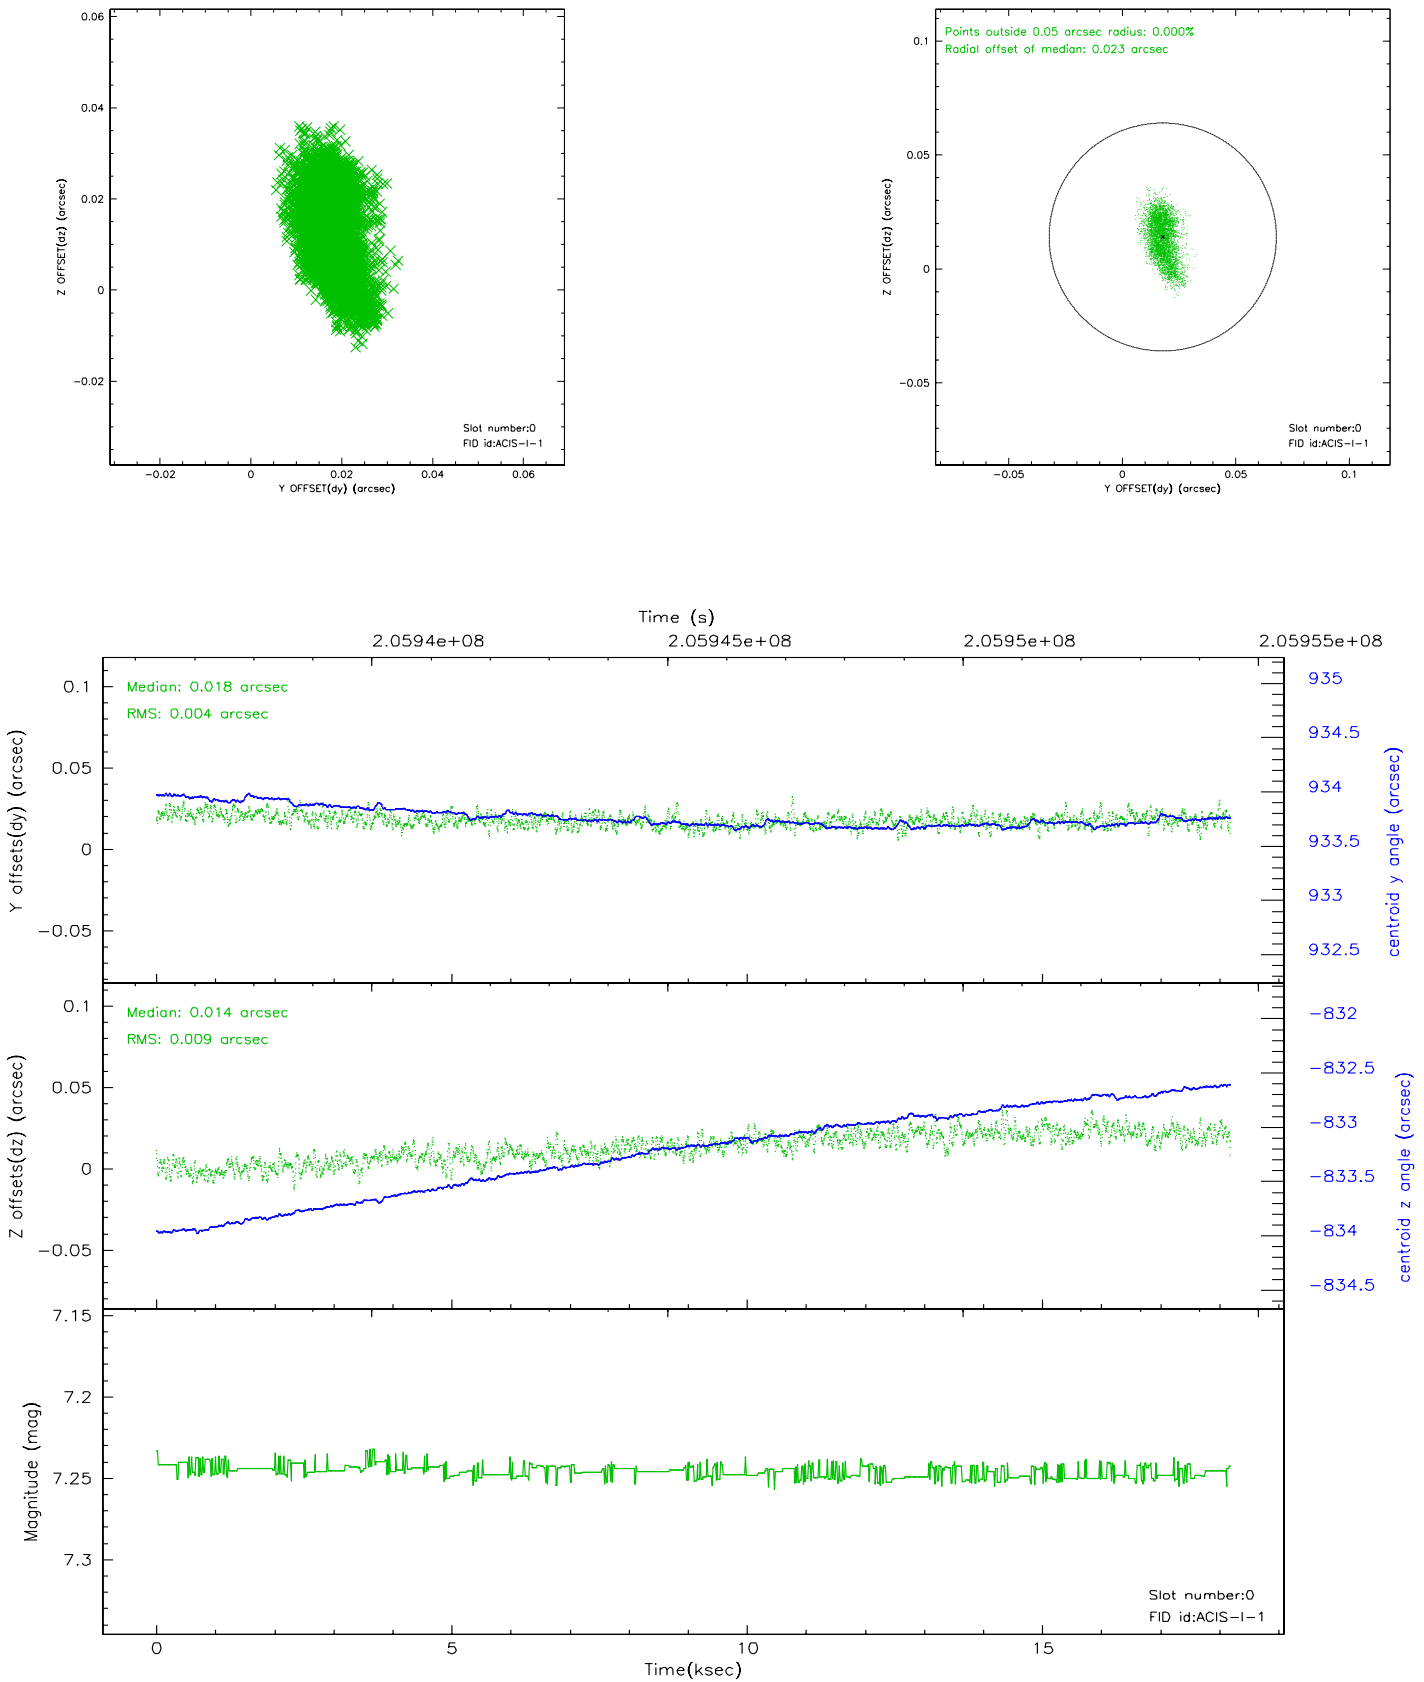 0.06
0.04
0.02
0
−0.02
Z OFFSET(dz) (arcsec)
Slot number:0
FID id:ACIS−I−1
−0.02 0 0.02 0.04 0.06
Y OFFSET(dy) (arcsec)
Points outside 0.05 arcsec radius: 0.000%
Radial offset of median: 0.023 arcsec
0.1
0.05
0
−0.05
Z OFFSET(dz) (arcsec)
Slot number:0
FID id:ACIS−I−1
−0.05 0 0.05 0.1
Y OFFSET(dy) (arcsec)
Time (s)
2.0594e+08 2.05945e+08 2.0595e+08 2.05955e+08
Median: 0.018 arcsec
RMS: 0.004 arcsec
0.1
0.05
0
−0.05
Y offsets(dy) (arcsec)
935
934.5
934
933.5
933
932.5
centroid y angle (arcsec)
Median: 0.014 arcsec
RMS: 0.009 arcsec
0.1
0.05
0
−0.05
Z offsets(dz) (arcsec)
−832
−832.5
−833
−833.5
−834
−834.5
centroid z angle (arcsec)
7.15
7.2
7.25
7.3
Magnitude (mag)
Slot number:0
FID id:ACIS−I−1
0 5 10 15
Time(ksec)